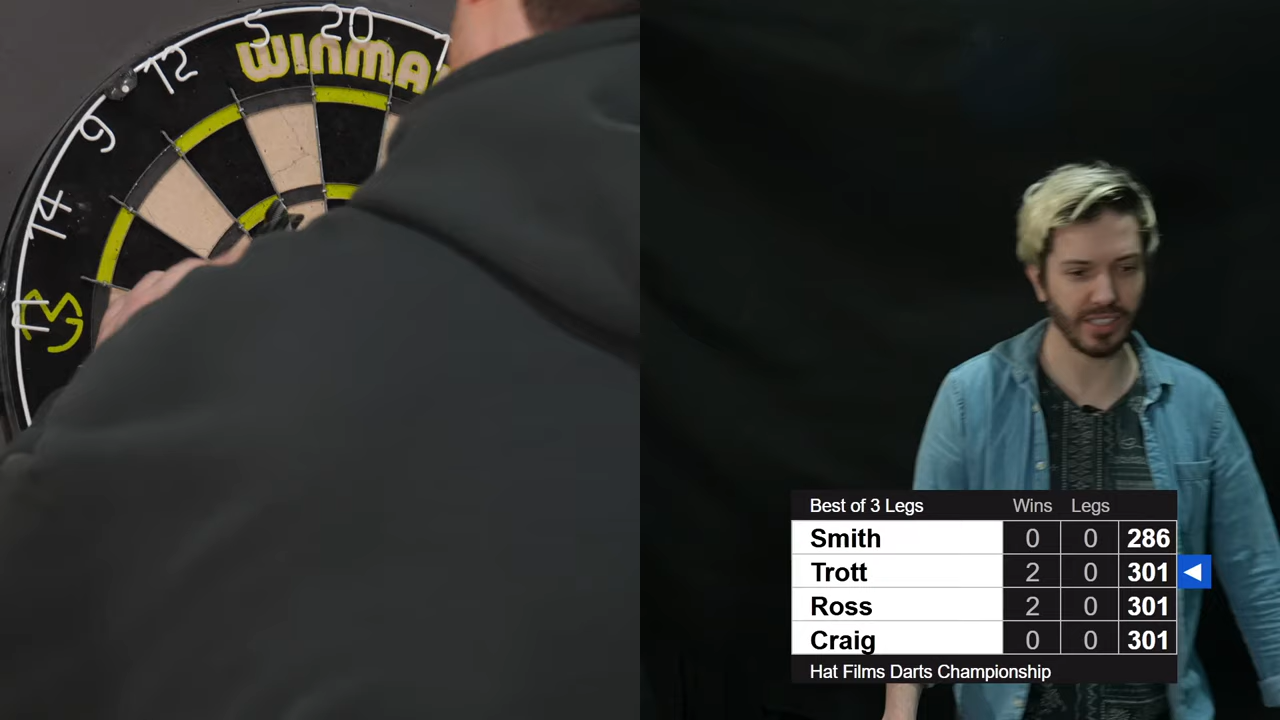 5 20
12
WINMA
9
14
11
Best of 3 Legs Wins Legs
Smith 0 0 286
Trott 2 0 301
Ross 2 0 301
Craig 0 0 301
Hat Films Darts Championship